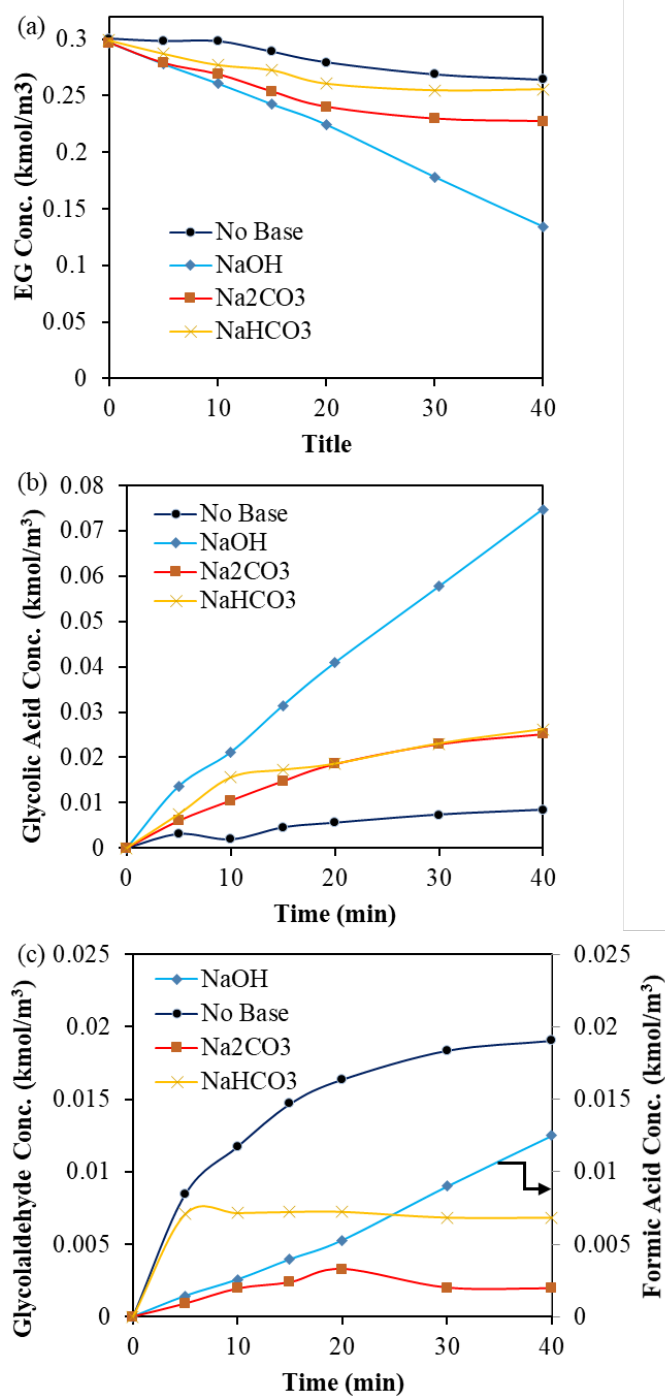 (a)
0.3
0.25
0.2
0.15
0.1
0.05
0
EG Conc. (kmol/m3)
No Base
NaOH
Na2CO3
NaHCO3
0 10 20 30 40
Title
(b)
0.08
0.07
0.06
0.05
0.04
0.03
0.02
0.01
0
Glycolic Acid Conc. (kmol/m³)
No Base
NaOH
Na2CO3
NaHCO3
0 10 20 30 40
Time (min)
(c)
0.025
0.02
0.015
0.01
0.005
0
Glycolaldehyde Conc. (kmol/m³)
NaOH
No Base
Na2CO3
NaHCO3
0.025
0.02
0.015
0.01
0.005
0
Formic Acid Conc. (kmol/m³)
0 10 20 30 40
Time (min)